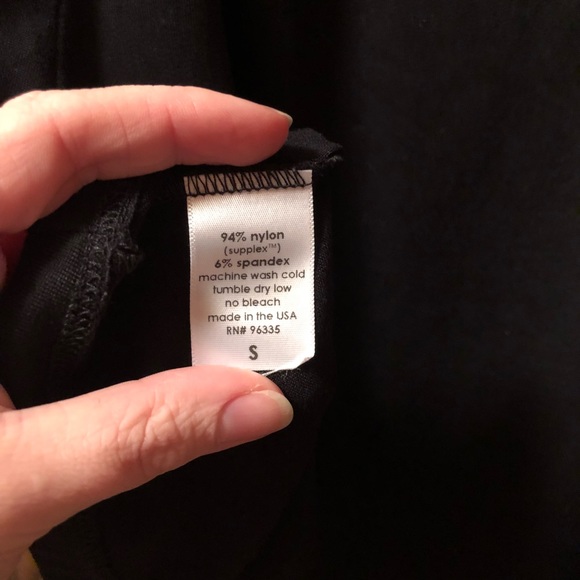 94% nylon
(supplex™)
6% spandex
machine wash cold
tumble dry low
no bleach
made in the USA
RN# 96335
S